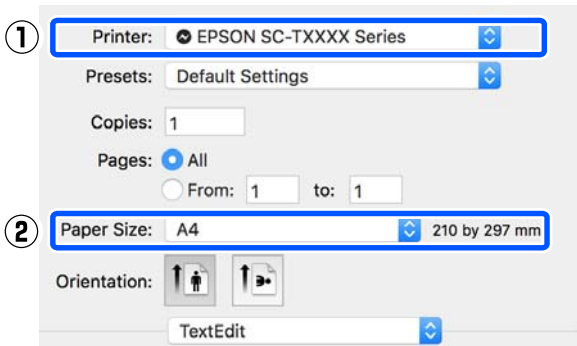 ① Printer: EPSON SC-TXXXX Series
Presets: Default Settings
Copies: 1
Pages: All
From: 1 to: 1
② Paper Size: A4 210 by 297 mm
Orientation:
TextEdit